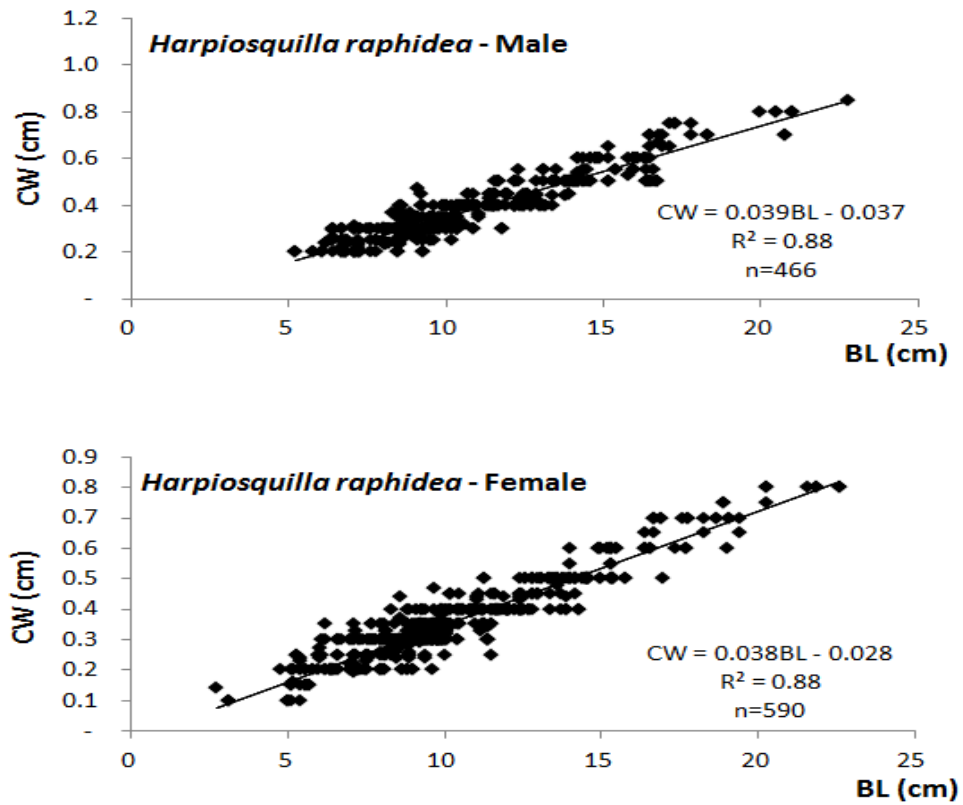 Harpiosquilla raphidea - Male
1.2
1.0
0.8
0.6
0.4
0.2
-
CW (cm)
CW = 0.039BL - 0.037
R² = 0.88
n=466
0 5 10 15 20 25
BL (cm)
Harpiosquilla raphidea - Female
0.9
0.8
0.7
0.6
0.5
0.4
0.3
0.2
0.1
-
CW (cm)
CW = 0.038BL - 0.028
R² = 0.88
n=590
0 5 10 15 20 25
BL (cm)